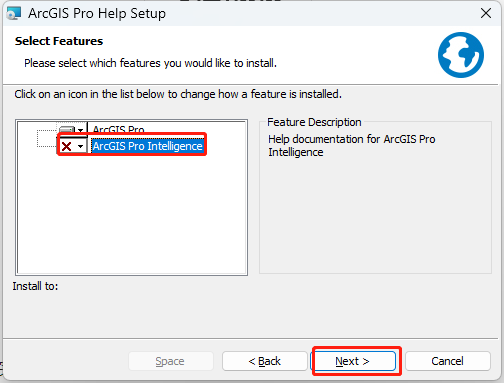 ArcGIS Pro Help Setup
Select Features
Please select which features you would like to install.
Click on an icon in the list below to change how a feature is installed.
ArcGIS Pro
ArcGIS Pro Intelligence
Feature Description
Help documentation for ArcGIS Pro
Intelligence
Install to:
Space
< Back
Next >
Cancel